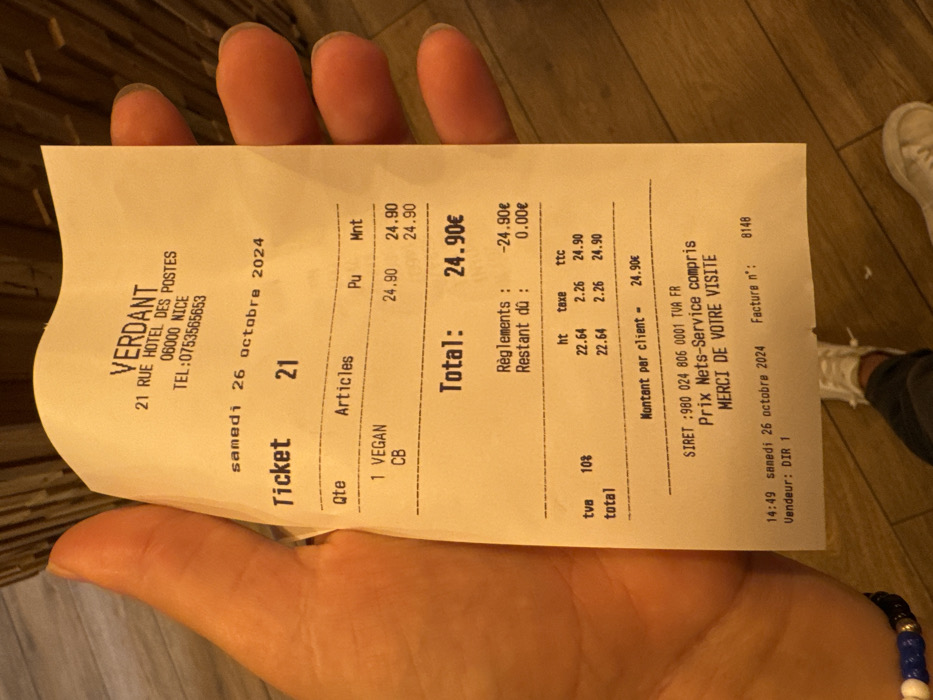 VERDANT
21 RUE HOTEL DES POSTES
06000 NICE
TEL:0753565653
samedi 26 octobre 2024
Ticket 21
Qte Articles Pu Mnt
1 VEGAN 24.90 24.90
CB 24.90
Total: 24.90€
Reglements : -24.90€
Restant dû : 0.00€
ht taxe ttc
tva 10% 22.64 2.26 24.90
total 22.64 2.26 24.90
Montant par client = 24.90€
SIRET :980 024 806 0001 TVA FR
Prix Nets-Service compris
MERCI DE VOTRE VISITE
14:49 samedi 26 octobre 2024 Facture n°: 8148
Vendeur: DIR 1